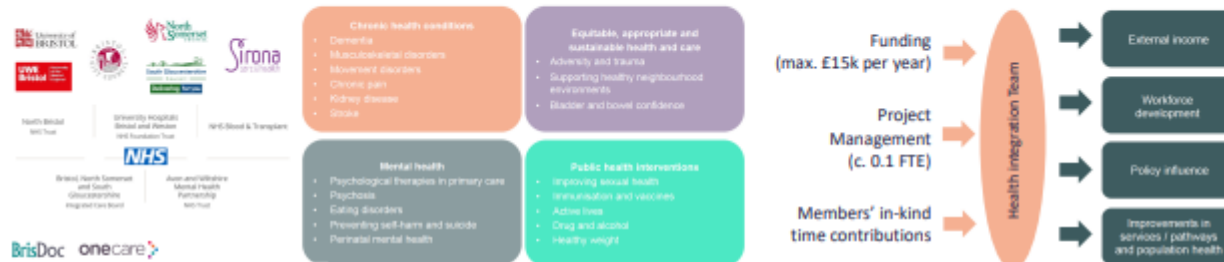 University of
BRISTOL
UWE
Bristol
BRISTOL
North
Somerset
South Gloucestershire
Delivering for you
Sirona
care & health
North Bristol
NHS Trust
University Hospitals
Bristol and Weston
NHS Foundation Trust
NHS Blood & Transplant
NHS
Bristol, North Somerset
and South
Gloucestershire
Integrated Care Board
Avon and Wiltshire
Mental Health
Partnership
NHS Trust
BrisDoc
onecare
Chronic health conditions
• Dementia
• Musculoskeletal disorders
• Movement disorders
• Chronic pain
• Kidney disease
• Stroke
Equitable, appropriate and
sustainable health and care
• Adversity and trauma
• Supporting healthy neighbourhood
environments
• Bladder and bowel confidence
Mental health
• Psychological therapies in primary care
• Psychosis
• Eating disorders
• Preventing self-harm and suicide
• Perinatal mental health
Public health interventions
• Improving sexual health
• Immunisation and vaccines
• Active lives
• Drug and alcohol
• Healthy weight
Funding
(max. £15k per year)
Project
Management
(c. 0.1 FTE)
Members' in-kind
time contributions
Health integration Team
External income
Workforce
development
Policy influence
Improvements in
services / pathways
and population health